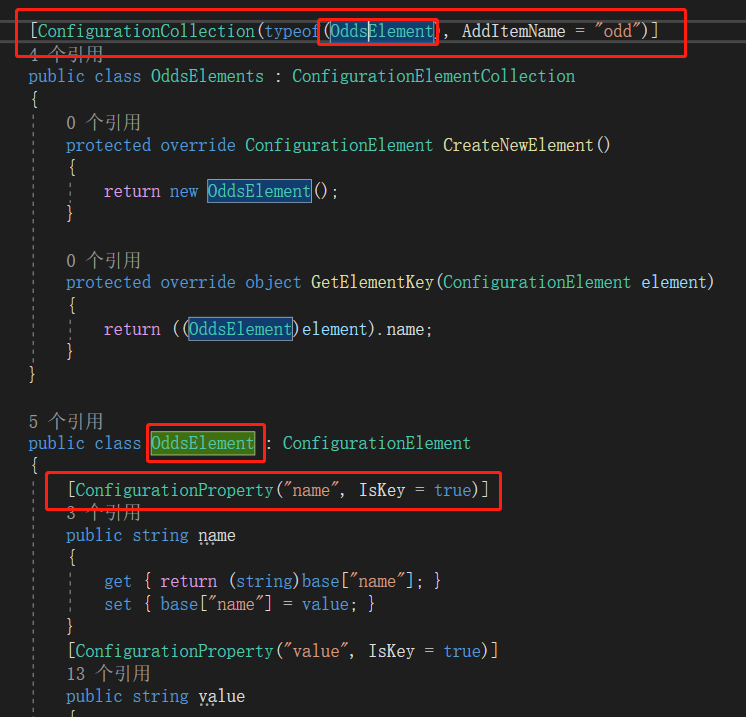 [ConfigurationCollection(typeof(OddsElement), AddItemName = "odd")]
4 个引用
public class OddsElements : ConfigurationElementCollection
{
0 个引用
protected override ConfigurationElement CreateNewElement()
{
return new OddsElement();
}
0 个引用
protected override object GetElementKey(ConfigurationElement element)
{
return ((OddsElement)element).name;
}
}
5 个引用
public class OddsElement : ConfigurationElement
{
[ConfigurationProperty("name", IsKey = true)]
3 个引用
public string name
{
get { return (string)base["name"]; }
set { base["name"] = value; }
}
[ConfigurationProperty("value", IsKey = true)]
13 个引用
public string value
{